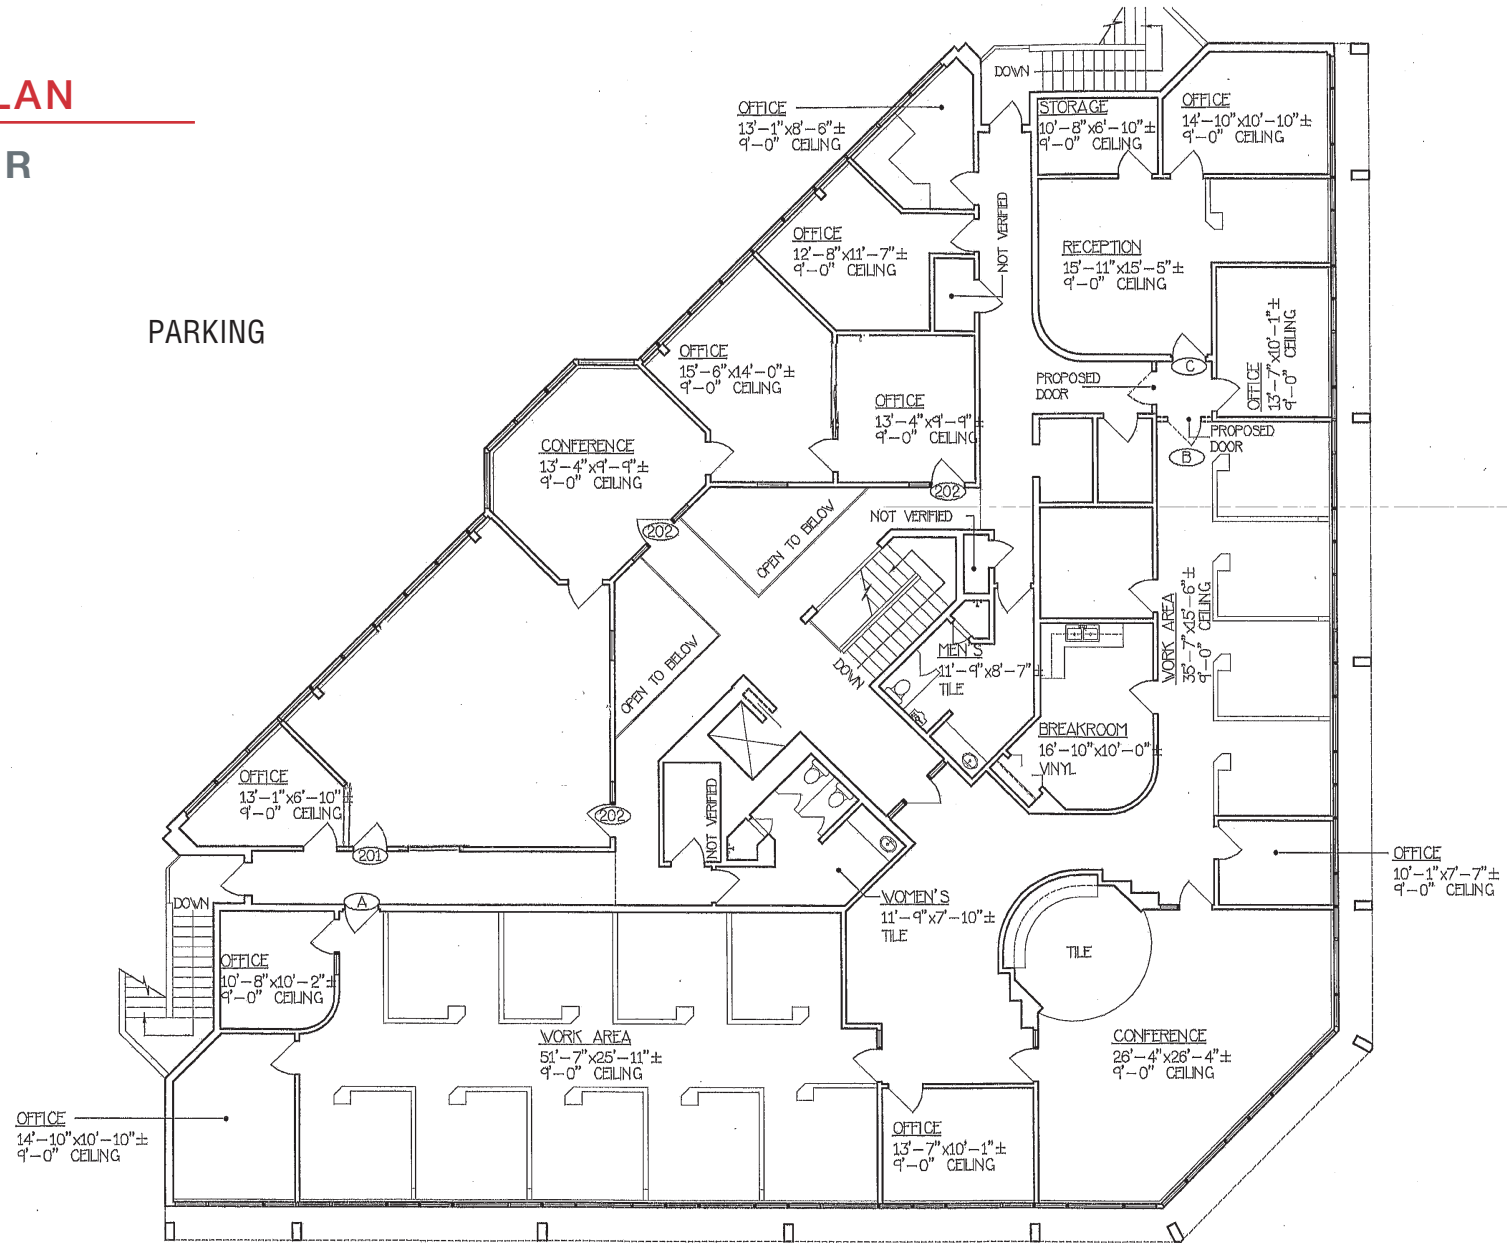 LAN
R
PARKING
DOWN
OFFICE
13'-1"x8'-6"±
9'-0" CEILING
STORAGE
10'-8"x6'-10"±
9'-0" CEILING
OFFICE
14'-10"x10'-10"±
9'-0" CEILING
OFFICE
12'-8"x11'-7"±
9'-0" CEILING
NOT VERIFIED
RECEPTION
15'-11"x15'-5"±
9'-0" CEILING
OFFICE
13'-7"x10'-1"±
9'-0" CEILING
OFFICE
15'-6"x14'-0"±
9'-0" CEILING
C
PROPOSED
DOOR
OFFICE
13'-4"x9'-9"±
9'-0" CEILING
PROPOSED
DOOR
B
CONFERENCE
13'-4"x9'-9"±
9'-0" CEILING
202
202
NOT VERIFIED
OPEN TO BELOW
OPEN TO BELOW
WORK AREA
35'-7"x15'-6"±
9'-0" CEILING
MEN'S
11'-9"x8'-7"±
TILE
DOWN
BREAKROOM
16'-10"x10'-0"±
VINYL
OFFICE
13'-1"x6'-10"±
9'-0" CEILING
202
NOT VERIFIED
201
OFFICE
10'-1"x7'-7"±
9'-0" CEILING
DOWN
A
WOMEN'S
11'-9"x7'-10"±
TILE
TILE
OFFICE
10'-8"x10'-2"±
9'-0" CEILING
WORK AREA
51'-7"x25'-11"±
9'-0" CEILING
CONFERENCE
26'-4"x26'-4"±
9'-0" CEILING
OFFICE
14'-10"x10'-10"±
9'-0" CEILING
OFFICE
13'-7"x10'-1"±
9'-0" CEILING